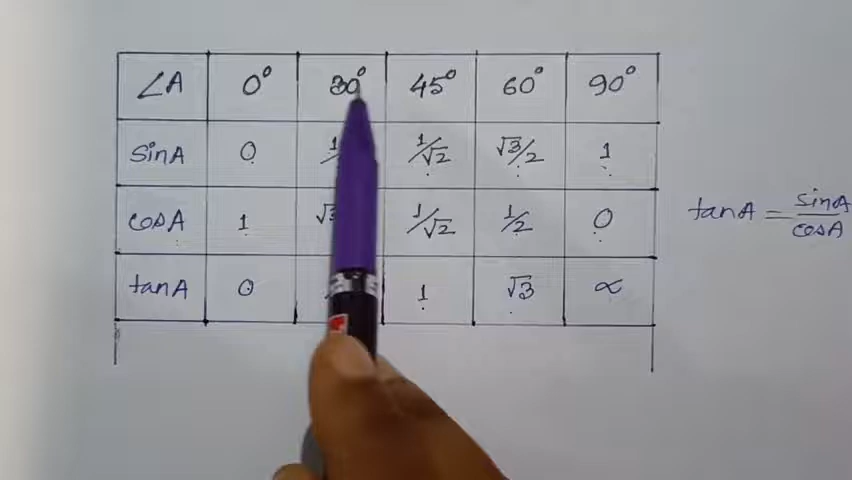 ∠A 0° 30° 45° 60° 90°
sinA 0 1/√2 √3/2 1
cosA 1 1/√2 1/2 0
tanA 0 1 √3 ∝
tanA = sinA/cosA